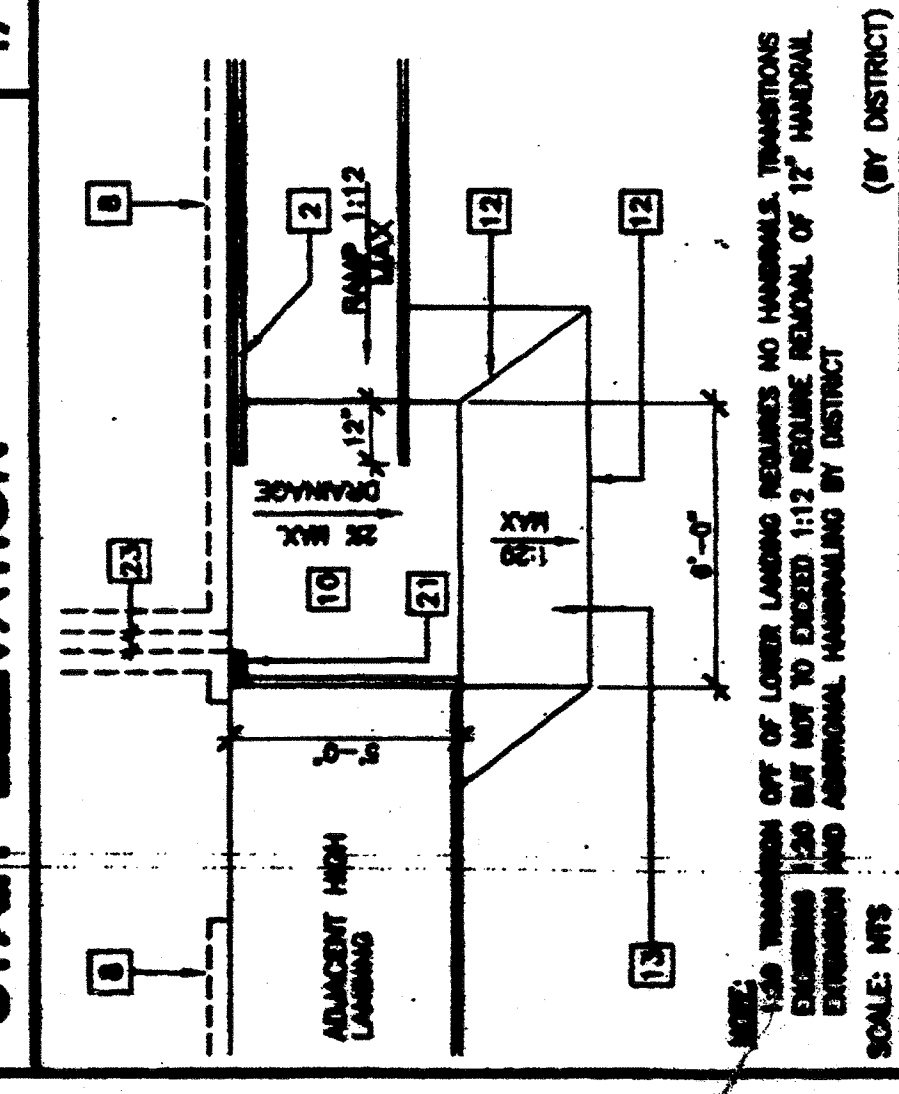 8
23
8
2
RAMP 1:12
MAX
12"
2% MAX.
DRAINAGE
10
21
12
12
1:20
MAX
6'-0"
5'-0"
ADJACENT HIGH
LANDING
13
NOTE:
1:20 TRANSITION OFF OF LOWER LANDING REQUIRES NO HANDRAILS. TRANSITIONS
EXCEEDING 1:20 BUT NOT TO EXCEED 1:12 REQUIRE REMOVAL OF 12" HANDRAIL
EXTENSION AND ADDITIONAL HANDRAILING BY DISTRICT
SCALE: NTS
(BY DISTRICT)